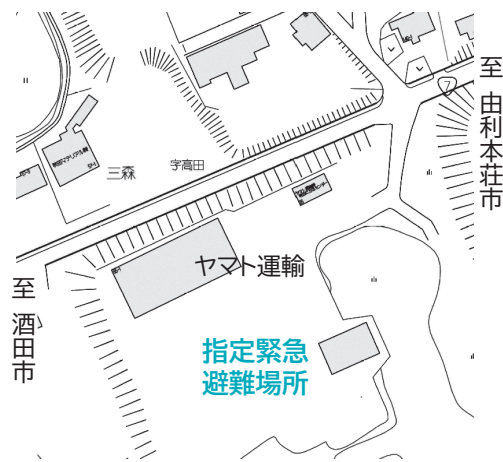 至 由利本荘市
三森
字高田
ヤマト運輸
至 酒田市
指定緊急
避難場所